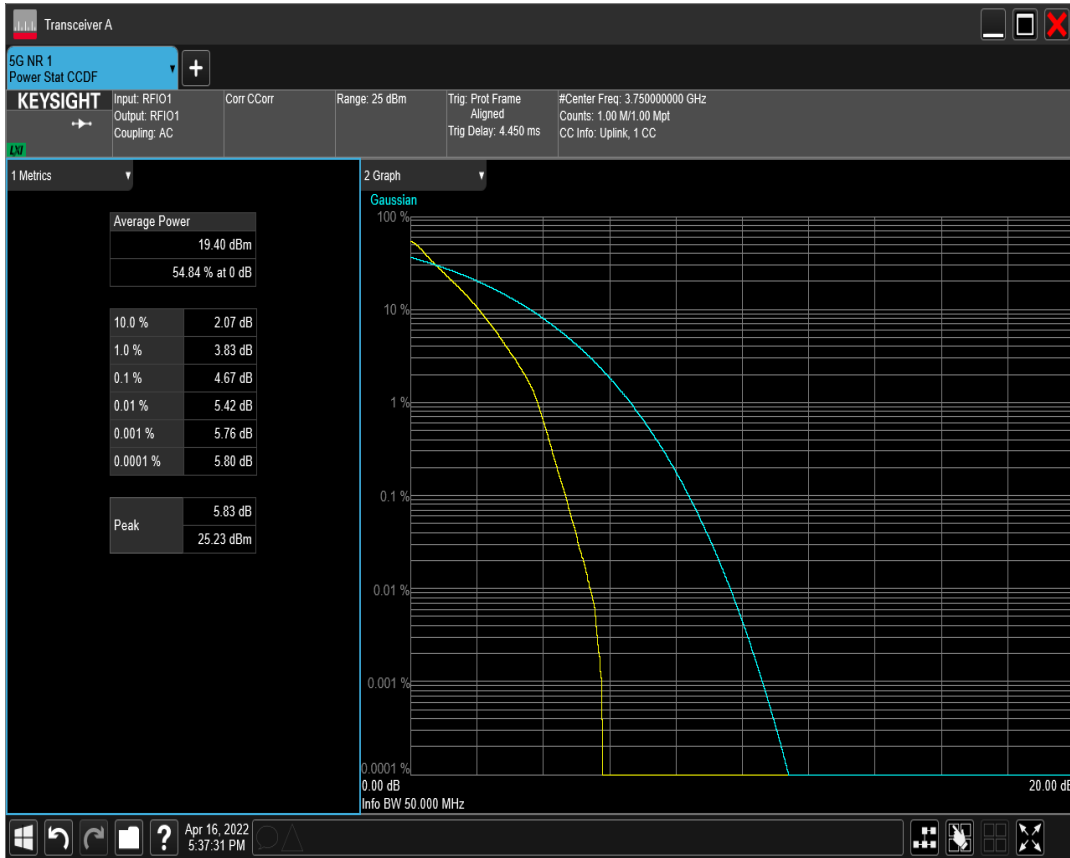 Transceiver A
5G NR 1
Power Stat CCDF
+
KEYSIGHT
LXI
Input: RFIO1
Output: RFIO1
Coupling: AC
Corr CCorr
Range: 25 dBm
Trig: Prot Frame
Aligned
Trig Delay: 4.450 ms
#Center Freq: 3.750000000 GHz
Counts: 1.00 M/1.00 Mpt
CC Info: Uplink, 1 CC
1 Metrics
Average Power
19.40 dBm
54.84 % at 0 dB
10.0 % 2.07 dB
1.0 % 3.83 dB
0.1 % 4.67 dB
0.01 % 5.42 dB
0.001 % 5.76 dB
0.0001 % 5.80 dB
Peak
5.83 dB
25.23 dBm
2 Graph
Gaussian
100 %
10 %
1 %
0.1 %
0.01 %
0.001 %
0.0001 %
0.00 dB 20.00 dB
Info BW 50.000 MHz
?
Apr 16, 2022
5:37:31 PM